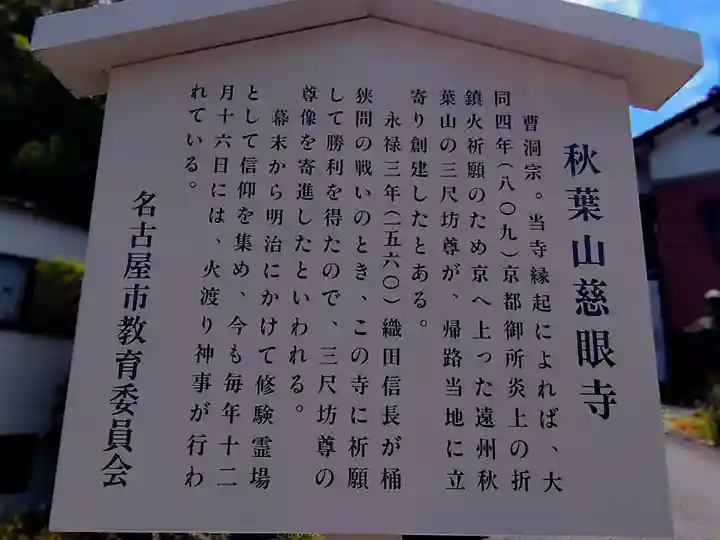 秋葉山慈眼寺
曹洞宗。当寺縁起によれば、大
同四年(八〇九)京都御所炎上の折
鎮火祈願のため京へ上った遠州秋
葉山の三尺坊尊が、帰路当地に立
寄り創建したとある。
永禄三年(一五六〇)織田信長が桶
狭間の戦いのとき、この寺に祈願
して勝利を得たので、三尺坊尊の
尊像を寄進したといわれる。
幕末から明治にかけて修験霊場
として信仰を集め、今も毎年十二
月十六日には、火渡り神事が行わ
れている。
名古屋市教育委員会